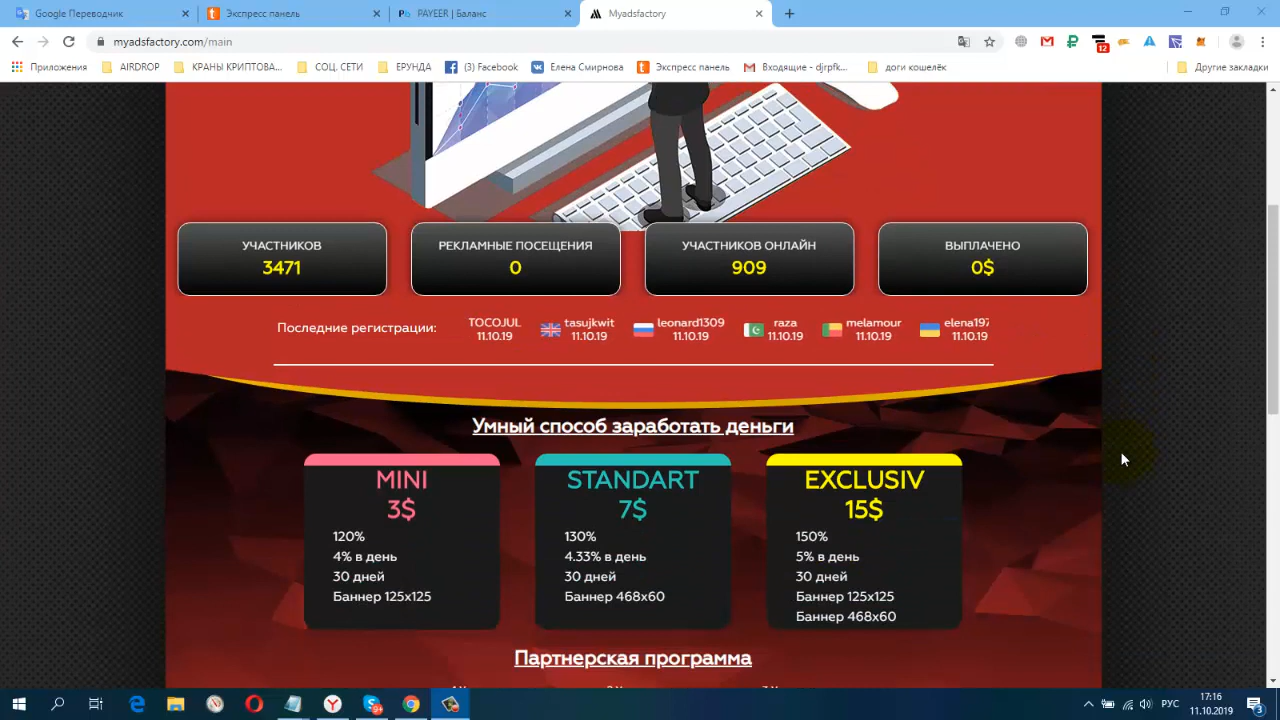 Google Переводчик
Экспресс панель
PAYEER | Баланс
Myadsfactory
myadsfactory.com/main
12
Приложения
AIRDROP
КРАНЫ КРИПТОВА...
СОЦ. СЕТИ
ЕРУНДА
(3) Facebook
Елена Смирнова
Экспресс панель
Входящие - djrpfk...
доги кошелёк
Другие закладки
УЧАСТНИКОВ
3471
РЕКЛАМНЫЕ ПОСЕЩЕНИЯ
0
УЧАСТНИКОВ ОНЛАЙН
909
ВЫПЛАЧЕНО
0$
Последние регистрации:
TOCOJUL
11.10.19
tasujkwit
11.10.19
leonard1309
11.10.19
raza
11.10.19
melamour
11.10.19
elena197
11.10.19
Умный способ заработать деньги
MINI
3$
120%
4% в день
30 дней
Баннер 125x125
STANDART
7$
130%
4.33% в день
30 дней
Баннер 468x60
EXCLUSIV
15$
150%
5% в день
30 дней
Баннер 125x125
Баннер 468x60
Партнерская программа
РУС
17:16
11.10.2019
3